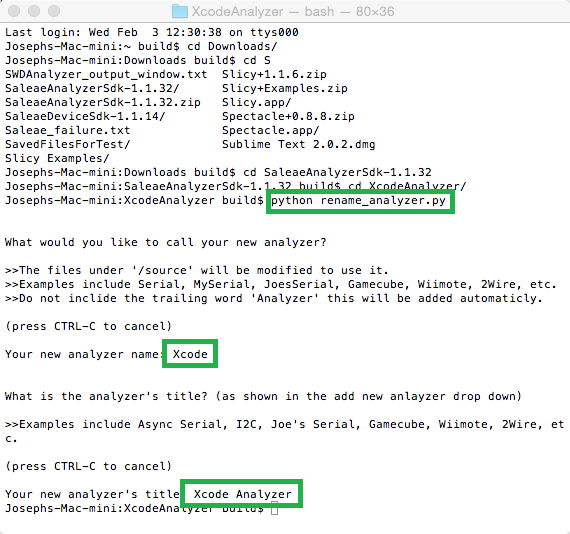 XcodeAnalyzer — bash — 80×36
Last login: Wed Feb  3 12:30:38 on ttys000
Josephs-Mac-mini:~ build$ cd Downloads/
Josephs-Mac-mini:Downloads build$ cd S
SWDAnalyzer_output_window.txt  Slicy+1.1.6.zip
SaleaeAnalyzerSdk-1.1.32/      Slicy+Examples.zip
SaleaeAnalyzerSdk-1.1.32.zip   Slicy.app/
SaleaeDeviceSdk-1.1.14/        Spectacle+0.8.8.zip
Saleae_failure.txt             Spectacle.app/
SavedFilesForTest/             Sublime Text 2.0.2.dmg
Slicy Examples/
Josephs-Mac-mini:Downloads build$ cd SaleaeAnalyzerSdk-1.1.32
Josephs-Mac-mini:SaleaeAnalyzerSdk-1.1.32 build$ cd XcodeAnalyzer/
Josephs-Mac-mini:XcodeAnalyzer build$ python rename_analyzer.py
What would you like to call your new analyzer?
>>The files under '/source' will be modified to use it.
>>Examples include Serial, MySerial, JoesSerial, Gamecube, Wiimote, 2Wire, etc.
>>Do not inclide the trailing word 'Analyzer' this will be added automaticly.
(press CTRL-C to cancel)
Your new analyzer name: Xcode
What is the analyzer's title? (as shown in the add new anlayzer drop down)
>>Examples include Async Serial, I2C, Joe's Serial, Gamecube, Wiimote, 2Wire, et
c.
(press CTRL-C to cancel)
Your new analyzer's title: Xcode Analyzer
Josephs-Mac-mini:XcodeAnalyzer build$